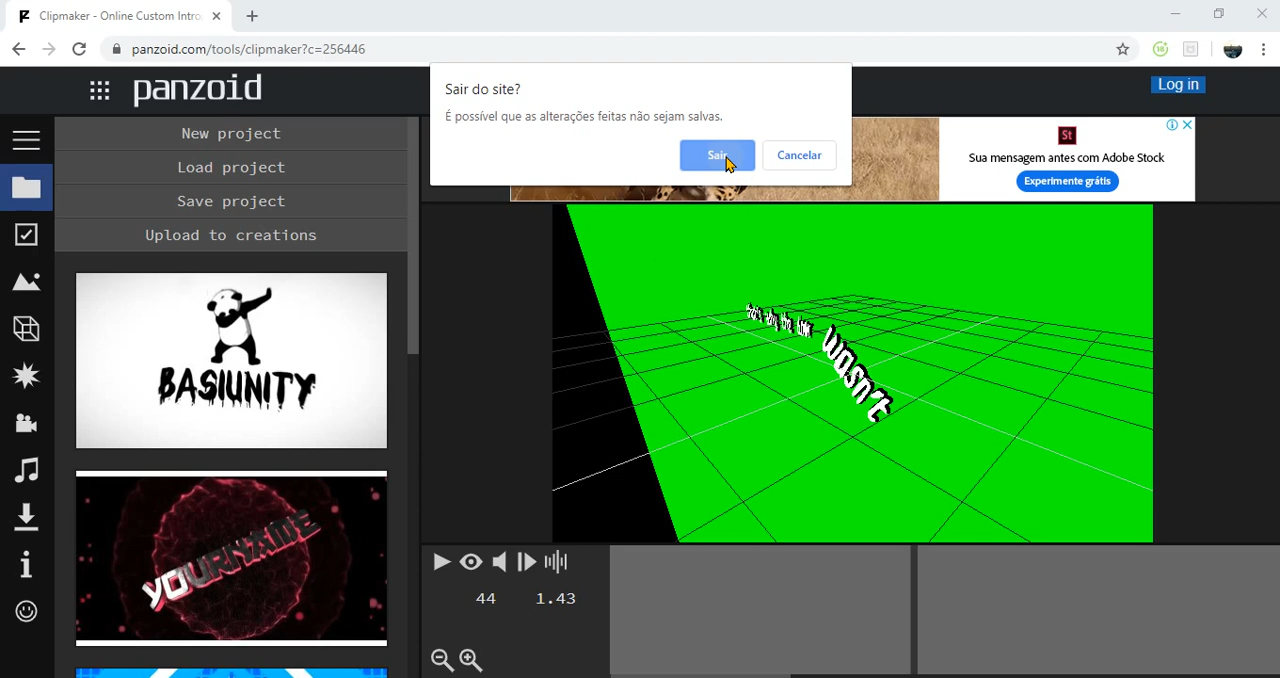 Clipmaker - Online Custom Intro
panzoid.com/tools/clipmaker?c=256446
18
panzoid
Log in
Sair do site?
É possível que as alterações feitas não sejam salvas.
Sair
Cancelar
St
Sua mensagem antes com Adobe Stock
Experimente grátis
New project
Load project
Save project
Upload to creations
BASIUNITY
YOURNAME
wasn't
44 1.43